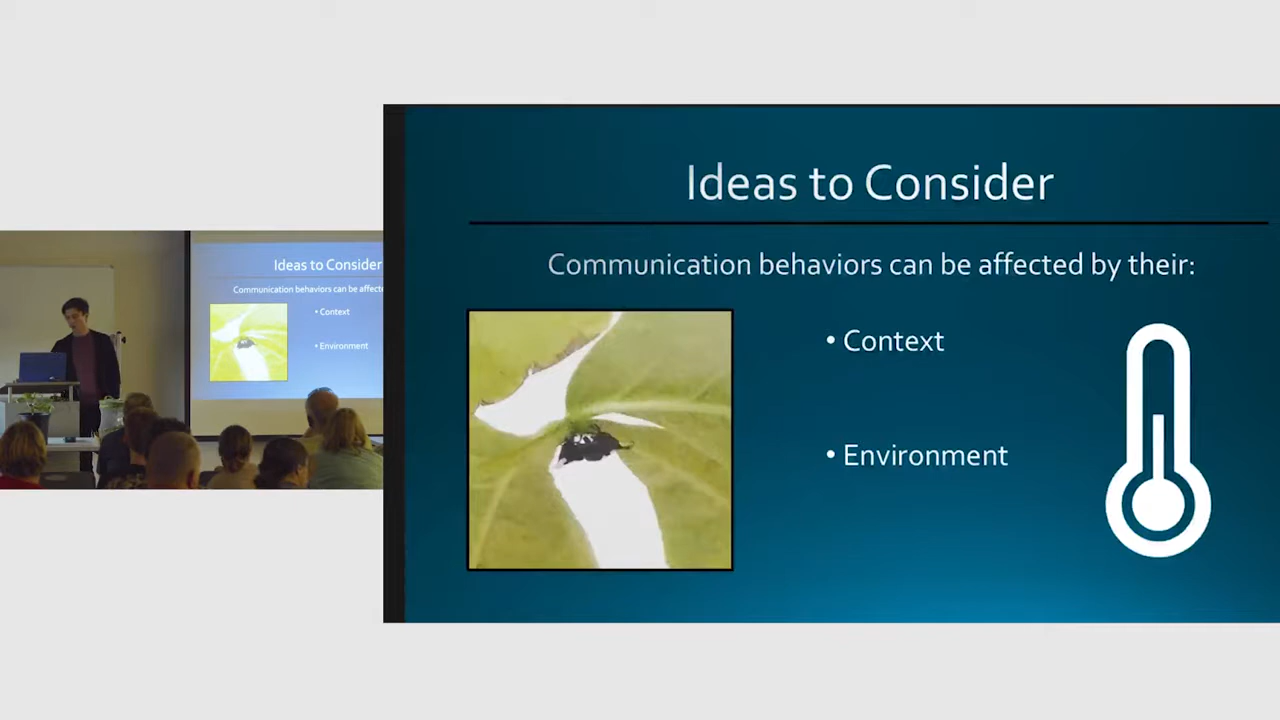 Ideas to Consider
Communication behaviors can be affected by their:
• Context
• Environment
Ideas to Consider
Communication behaviors can be affecte
• Context
• Environment